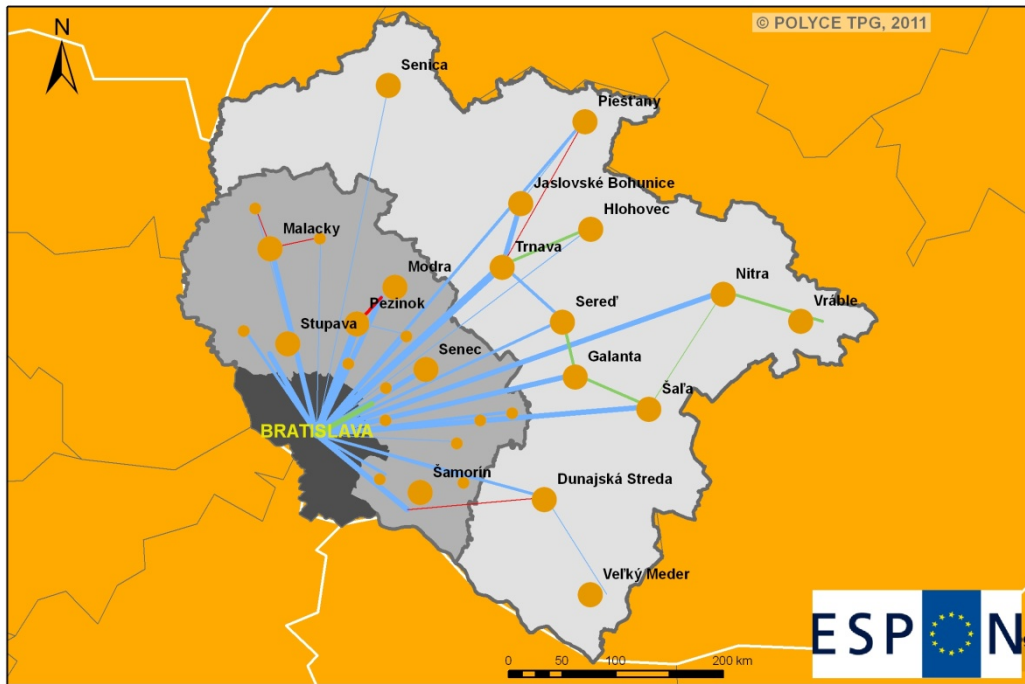 © POLYCE TPG, 2011
N
Senica
Piešťany
Jaslovské Bohunice
Hlohovec
Malacky
Trnava
Modra
Nitra
Pezinok
Sereď
Vráble
Stupava
Senec
Galanta
Šaľa
BRATISLAVA
Šamorín
Dunajská Streda
Veľký Meder
ESPON
0 50 100 200 km